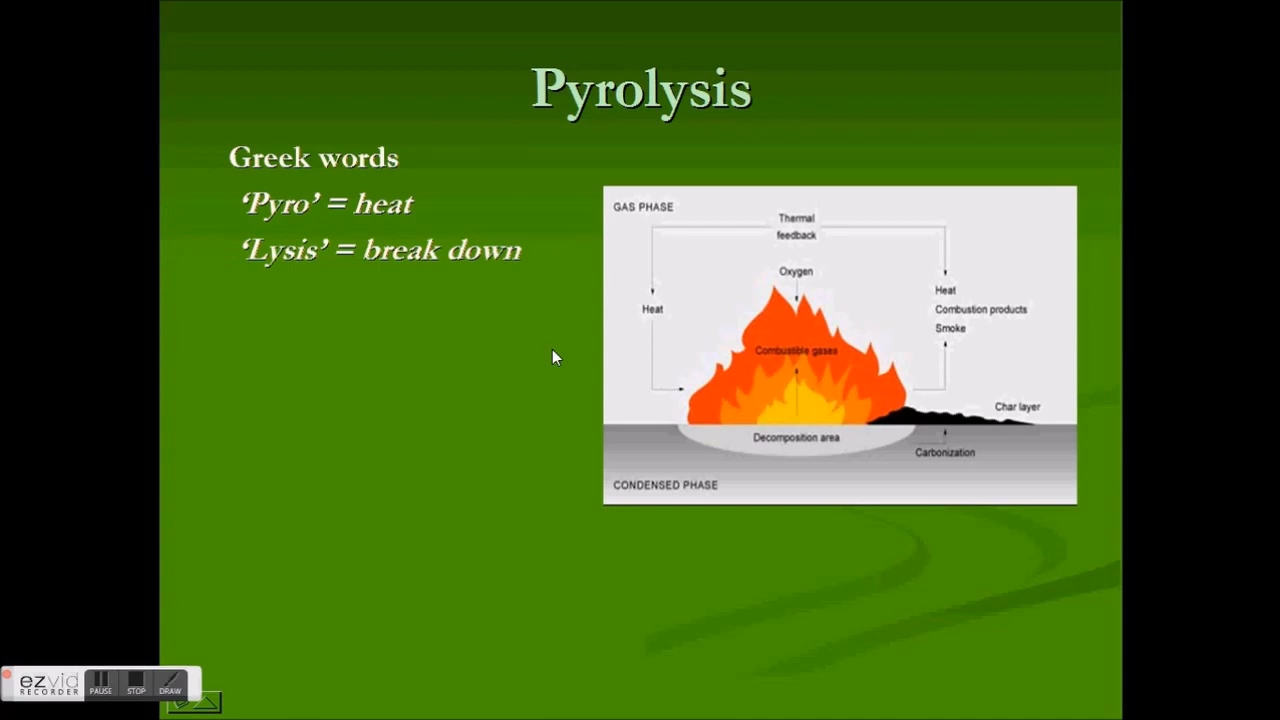 Pyrolysis
Greek words
‘Pyro’ = heat
‘Lysis’ = break down
GAS PHASE
Thermal
feedback
Oxygen
Heat
Heat
Combustion products
Smoke
Combustible gases
Char layer
Decomposition area
Carbonization
CONDENSED PHASE
ezvid
RECORDER
PAUSE
STOP
DRAW